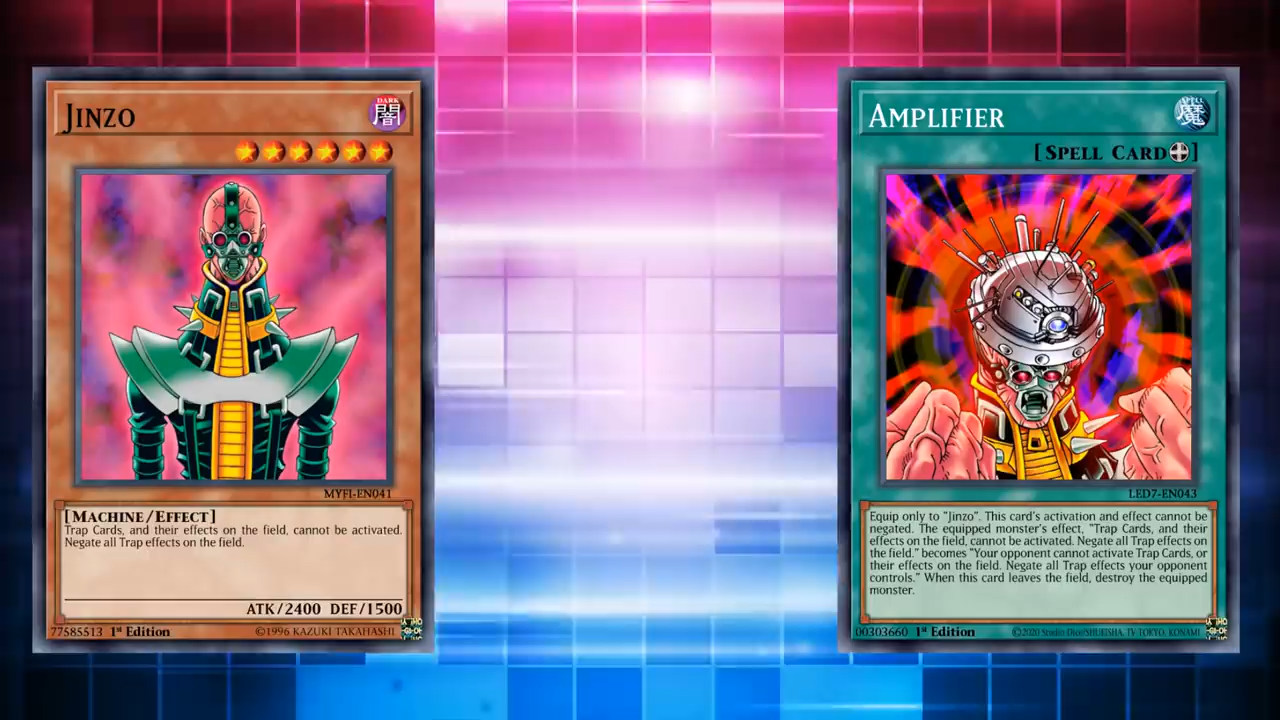 JINZO
DARK
闇
MYFI-EN041
[MACHINE/EFFECT]
Trap Cards, and their effects on the field, cannot be activated.
Negate all Trap effects on the field.
ATK/2400 DEF/1500
77585513 1st Edition ©1996 KAZUKI TAKAHASHI
AMPLIFIER
魔
[SPELL CARD]
LED7-EN043
Equip only to "Jinzo". This card's activation and effect cannot be
negated. The equipped monster's effect, "Trap Cards, and their
effects on the field, cannot be activated. Negate all Trap effects on
the field." becomes "Your opponent cannot activate Trap Cards, or
their effects on the field. Negate all Trap effects your opponent
controls." When this card leaves the field, destroy the equipped
monster.
00303660 1st Edition ©2020 Studio Dice/SHUEISHA, TV TOKYO, KONAMI